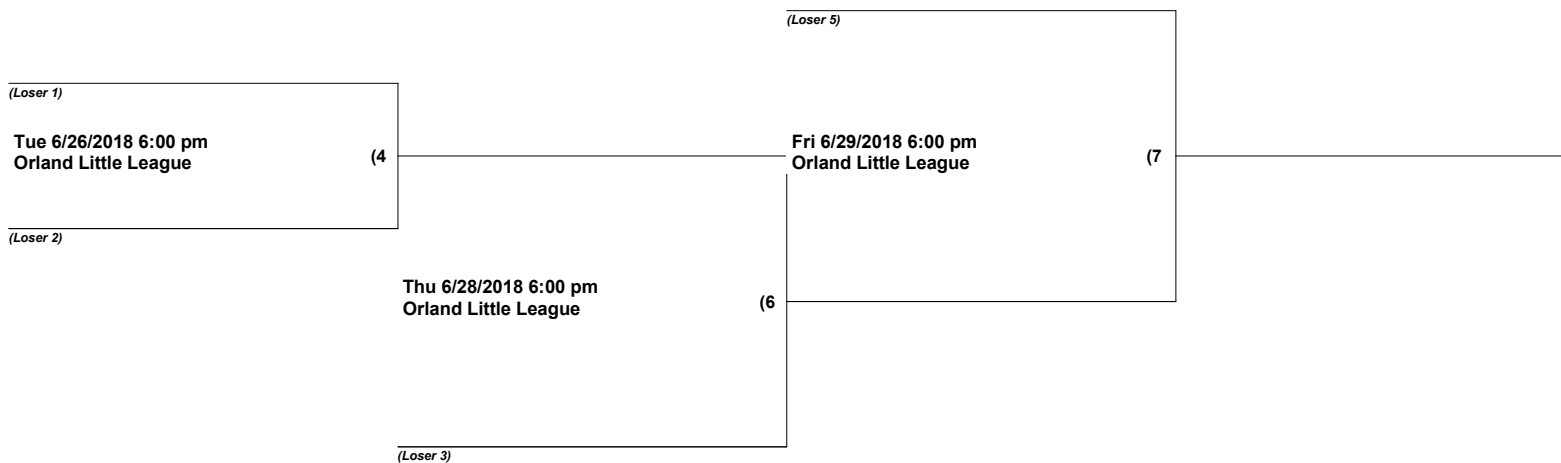 (Loser 5)
(Loser 1)
Tue 6/26/2018 6:00 pm
Orland Little League
(4
Fri 6/29/2018 6:00 pm
Orland Little League
(7
(Loser 2)
Thu 6/28/2018 6:00 pm
Orland Little League
(6
(Loser 3)